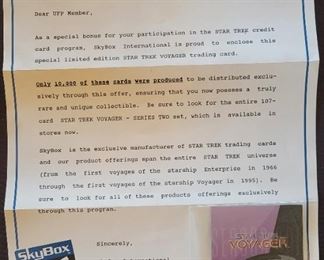 Dear UFP Member,
As a special bonus for your participation in the STAR TREK credit
card program, SkyBox International is proud to enclose this
special limited edition STAR TREK VOYAGER trading card.
Only 10,000 of these cards were produced to be distributed exclu-
sively through this offer, ensuring that you now possess a truly
rare and unique collectible. Be sure to look for the entire 107-
card STAR TREK VOYAGER - SERIES TWO set, which is available in
stores now.
SkyBox is the exclusive manufacturer of STAR TREK trading cards
and our product offerings span the entire STAR TREK universe
(from the first voyages of the starship Enterprise in 1966
through the first voyages of the starship Voyager in 1995). Be
sure to look for all of these products offerings exclusively
through this program.
Sincerely,
SkyBox International
SKYBOX
STAR TREK
VOYAGER